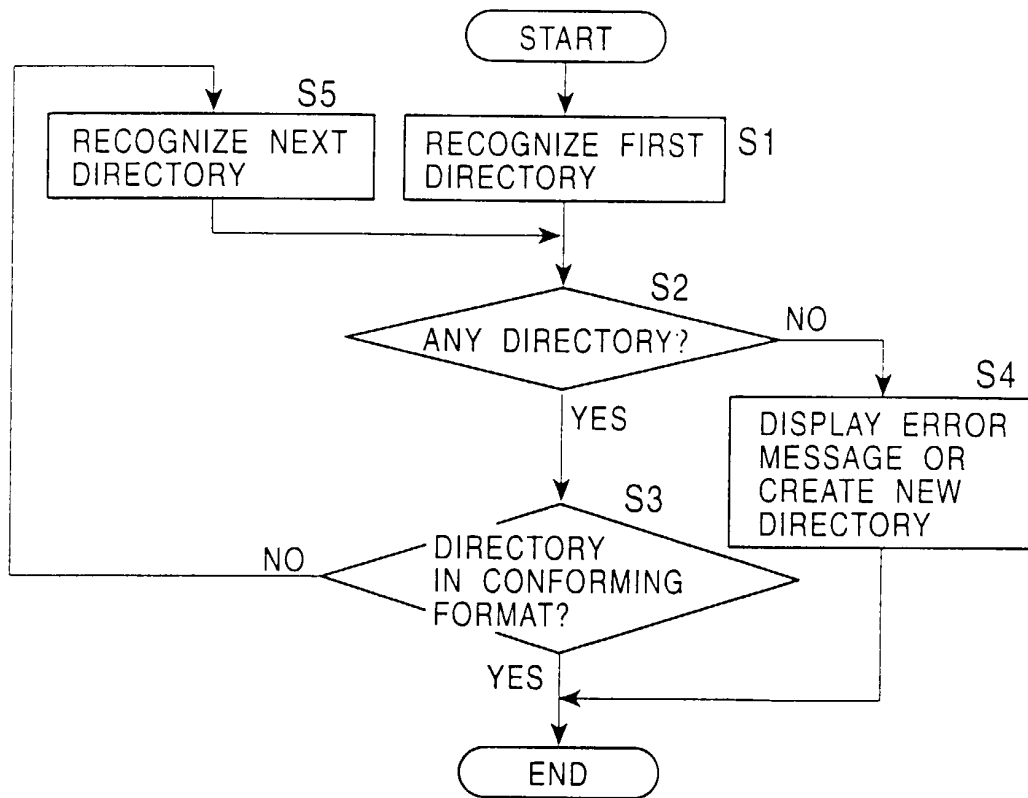 START
S5
RECOGNIZE NEXT
DIRECTORY
RECOGNIZE FIRST
DIRECTORY
S1
S2
ANY DIRECTORY?
NO
YES
S4
DISPLAY ERROR
MESSAGE OR
CREATE NEW
DIRECTORY
S3
NO
DIRECTORY
IN CONFORMING
FORMAT?
YES
END